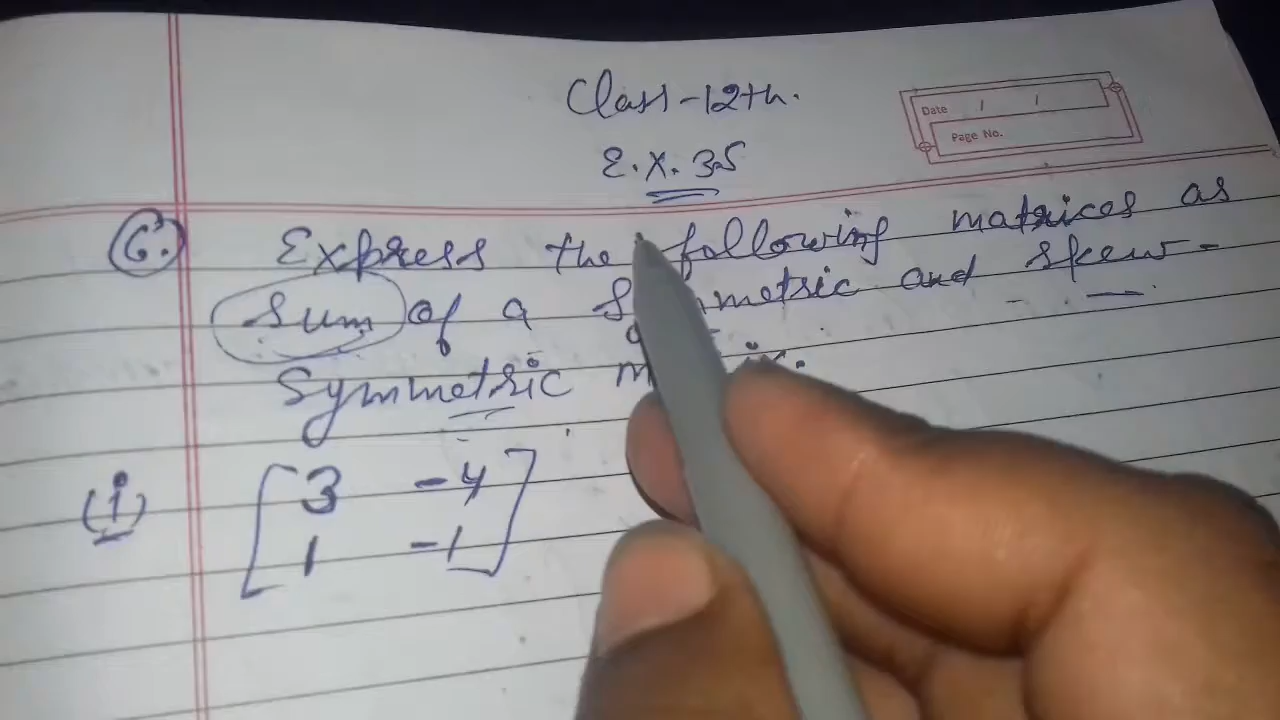 Class-12th.
Date / /
Page No.
E.X. 3.5
6. Express the following matrices as
sum of a and skew-
Symmetric
(i) [ 3 -4
1 -1 ]